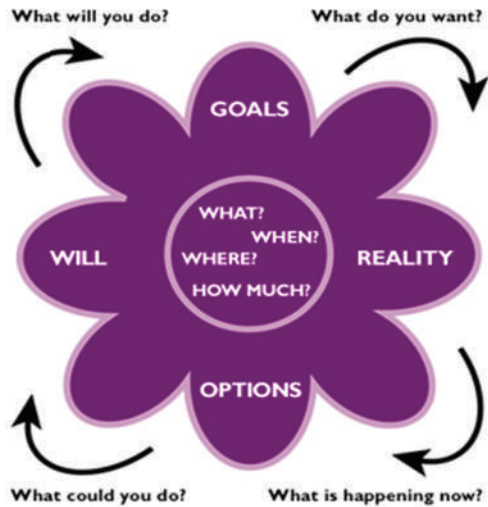 What will you do?
What do you want?
GOALS
WHAT?
WHEN?
WILL
WHERE?
REALITY
HOW MUCH?
OPTIONS
What could you do?
What is happening now?